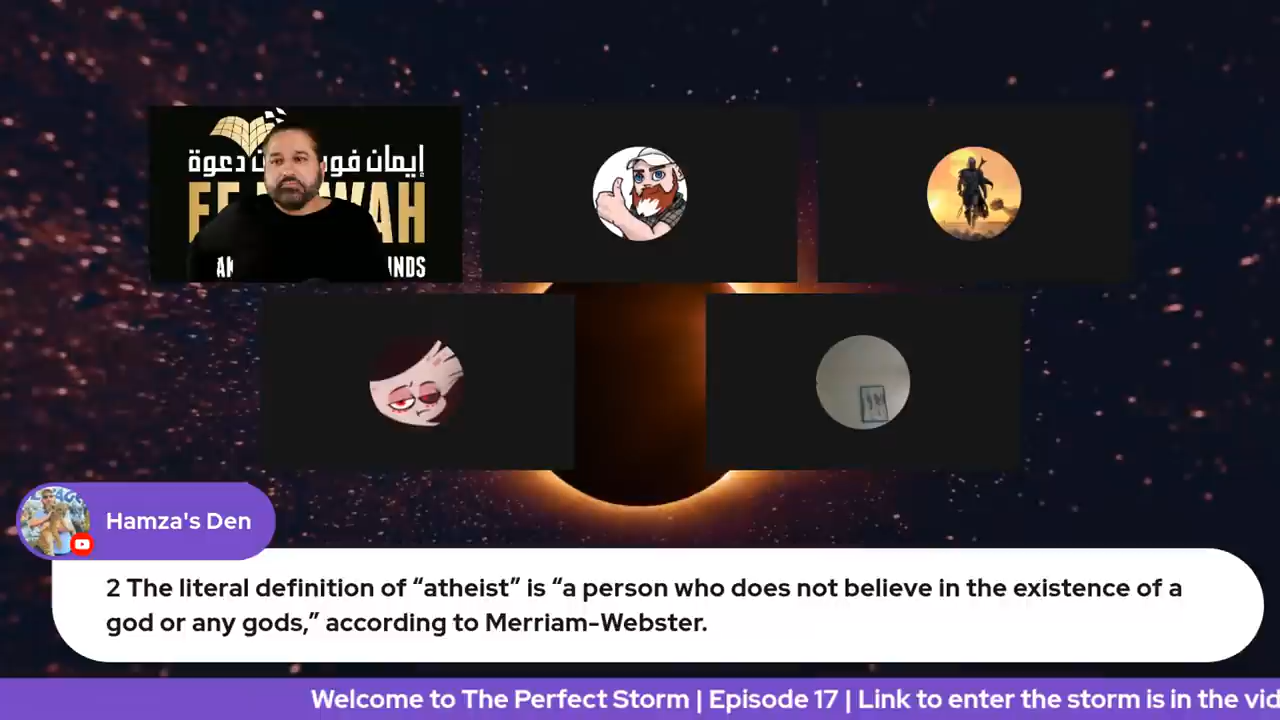 إيمان
دعوة
AH
INDS
Hamza's Den
2 The literal definition of “atheist” is “a person who does not believe in the existence of a
god or any gods,” according to Merriam-Webster.
Welcome to The Perfect Storm | Episode 17 | Link to enter the storm is in the vid